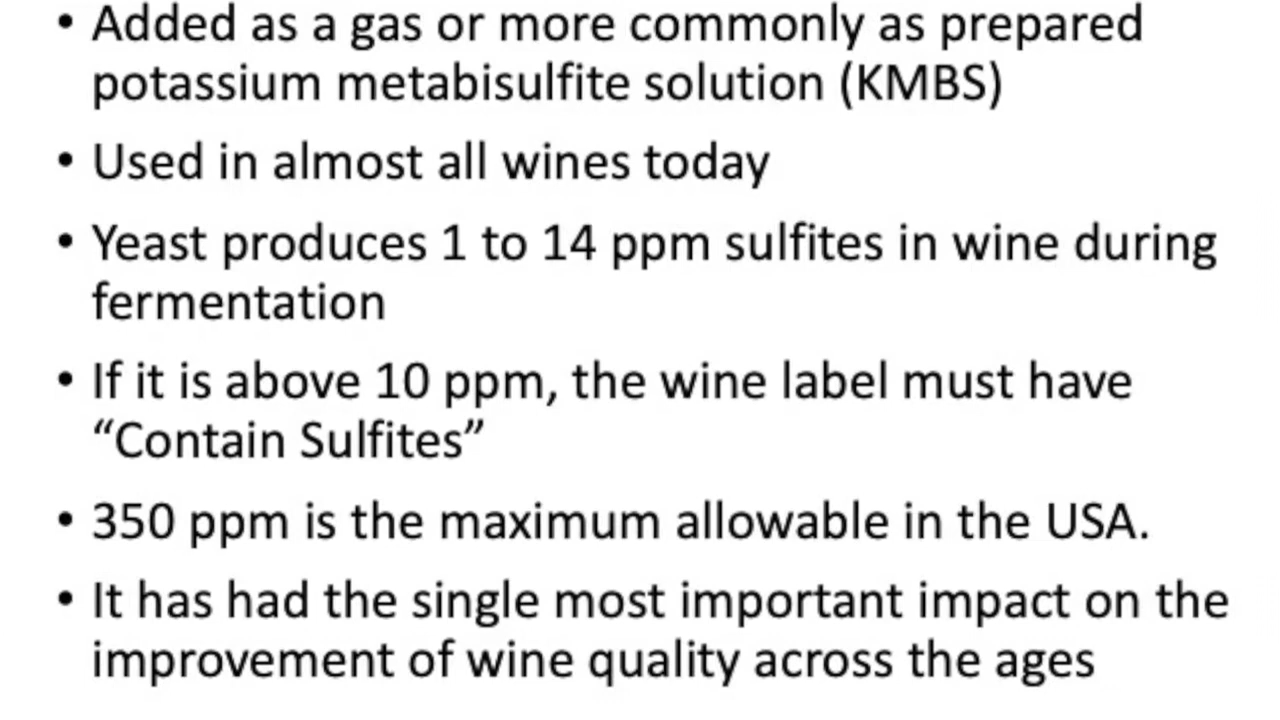 • Added as a gas or more commonly as prepared
potassium metabisulfite solution (KMBS)
• Used in almost all wines today
• Yeast produces 1 to 14 ppm sulfites in wine during
fermentation
• If it is above 10 ppm, the wine label must have
“Contain Sulfites”
• 350 ppm is the maximum allowable in the USA.
• It has had the single most important impact on the
improvement of wine quality across the ages